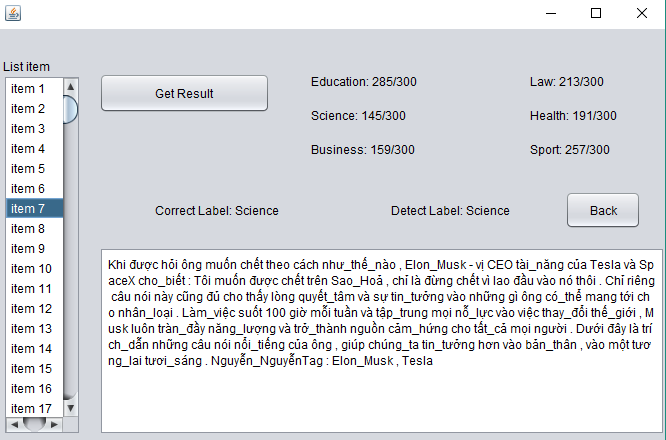 List item
item 1
item 2
item 3
item 4
item 5
item 6
item 7
item 8
item 9
item 10
item 11
item 12
item 13
item 14
item 15
item 16
item 17
Get Result
Education: 285/300
Law: 213/300
Science: 145/300
Health: 191/300
Business: 159/300
Sport: 257/300
Correct Label: Science
Detect Label: Science
Back
Khi được hỏi ông muốn chết theo cách như_thế_nào , Elon_Musk - vị CEO tài_năng của Tesla và Sp
aceX cho_biết : Tôi muốn được chết trên Sao_Hoả , chỉ là đừng chết vì lao đầu vào nó thôi . Chỉ riêng
câu nói này cũng đủ cho thấy lòng quyết_tâm và sự tin_tưởng vào những gì ông có_thể mang tới ch
o nhân_loại . Làm_việc suốt 100 giờ mỗi tuần và tập_trung mọi nỗ_lực vào việc thay_đổi thế_giới , M
usk luôn tràn_đầy năng_lượng và trở_thành nguồn cảm_hứng cho tất_cả mọi người . Dưới đây là trí
ch_dẫn những câu nói nổi_tiếng của ông , giúp chúng_ta tin_tưởng hơn vào bản_thân , vào một tươ
ng_lai tươi_sáng . Nguyễn_NguyễnTag : Elon_Musk , Tesla